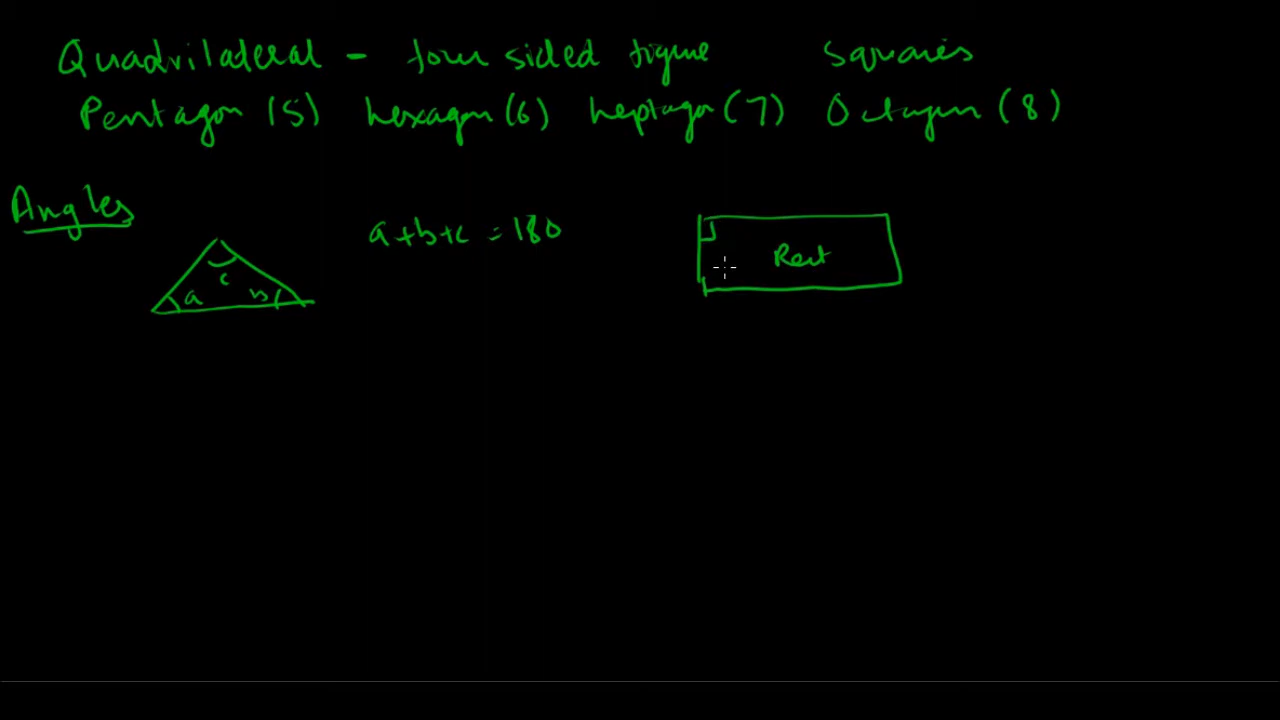 Quadrilateral - four sided figure squares
Pentagon (5) hexagon (6) heptagon (7) Octagon (8)
Angles
a+b+c = 180
Rect
c
a b